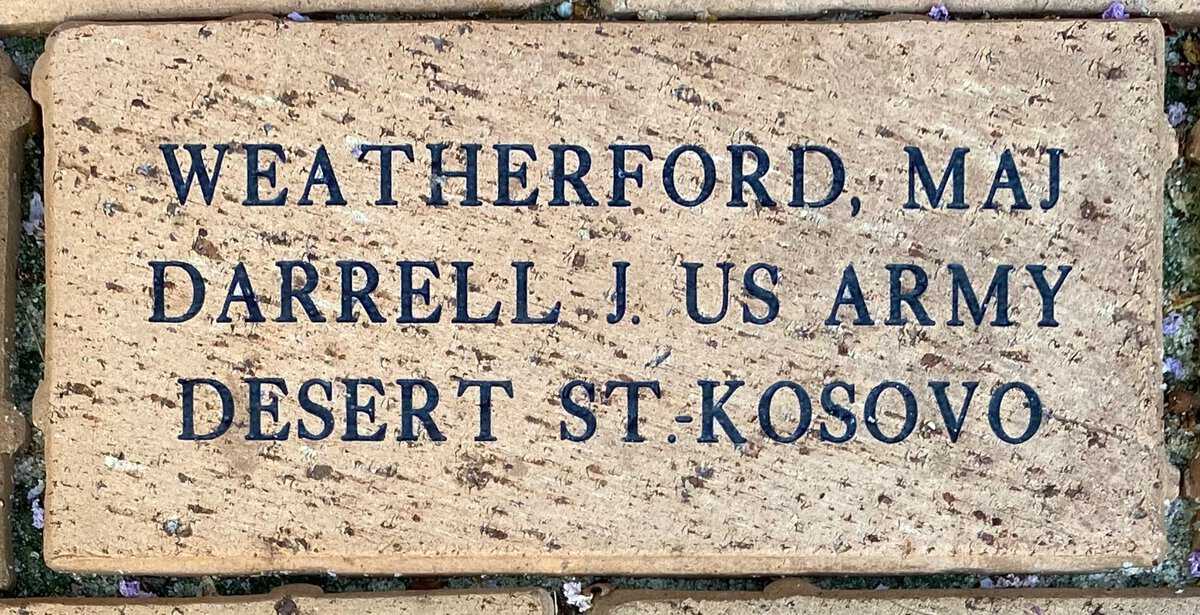 WEATHERFORD, MAJ
DARRELL J. US ARMY
DESERT ST.-KOSOVO